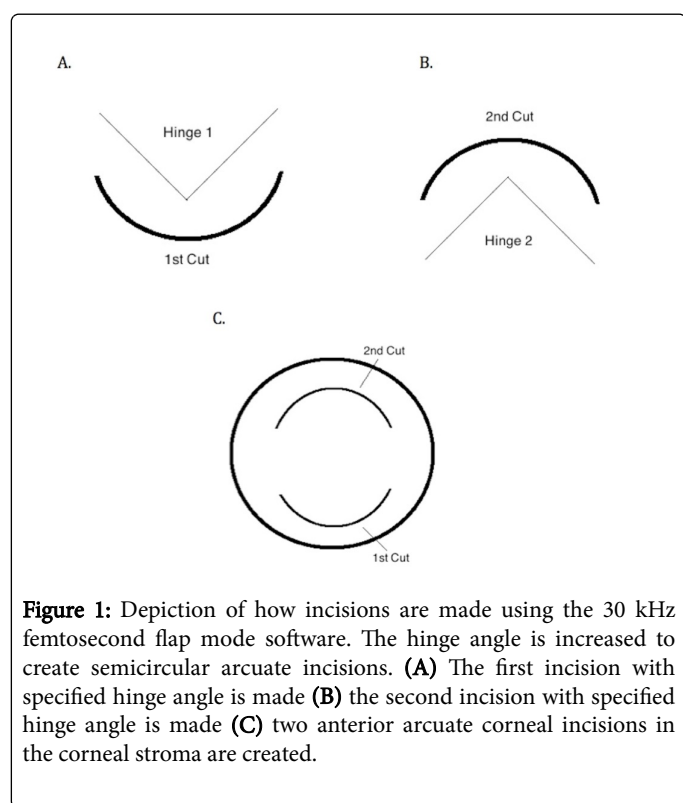 A.
B.
Hinge 1
1st Cut
2nd Cut
Hinge 2
C.
2nd Cut
1st Cut
Figure 1: Depiction of how incisions are made using the 30 kHz
femtosecond flap mode software. The hinge angle is increased to
create semicircular arcuate incisions. (A) The first incision with
specified hinge angle is made (B) the second incision with specified
hinge angle is made (C) two anterior arcuate corneal incisions in
the corneal stroma are created.